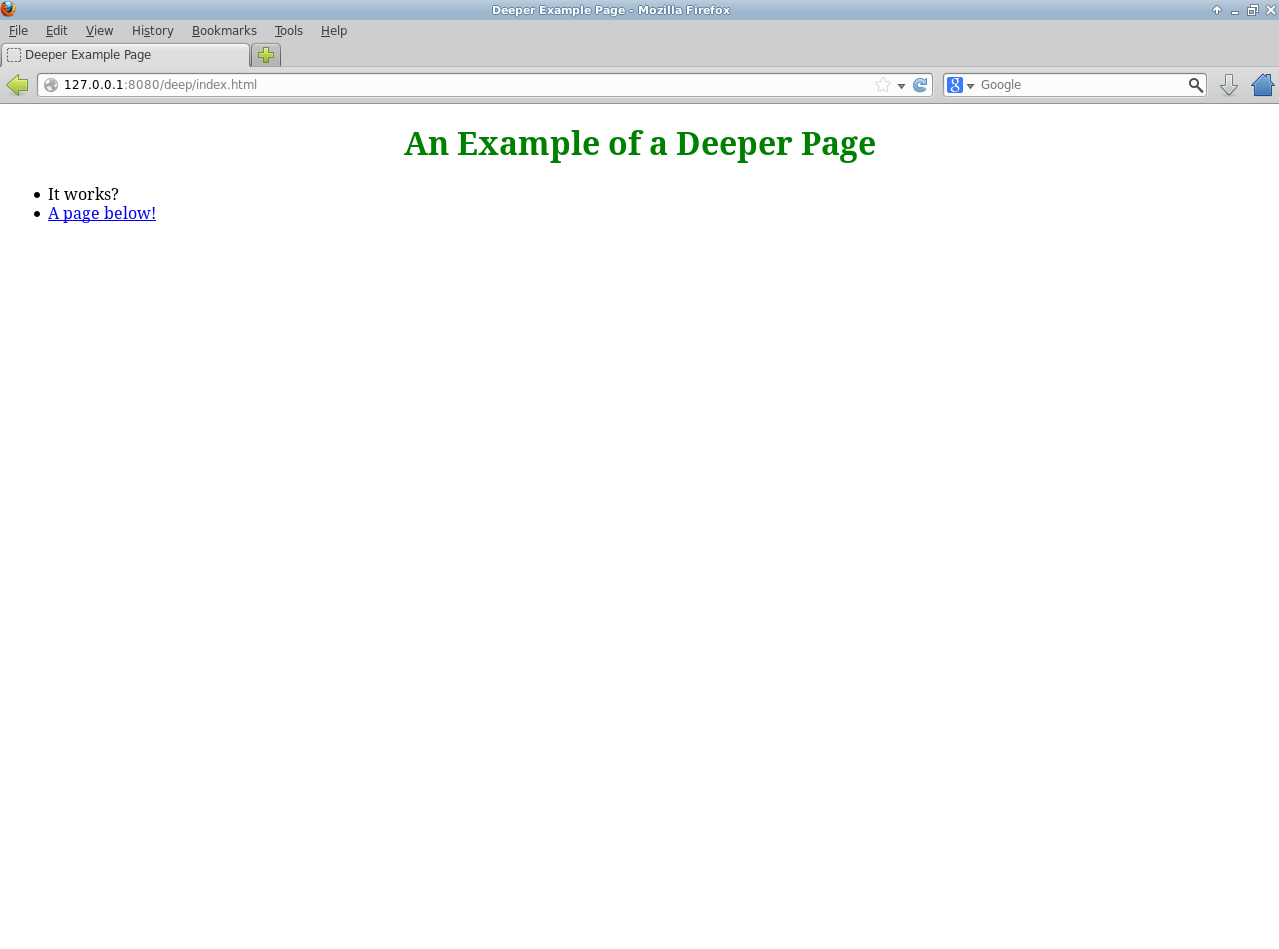 Deeper Example Page - Mozilla Firefox
File Edit View History Bookmarks Tools Help
Deeper Example Page
127.0.0.1:8080/deep/index.html
8 Google
An Example of a Deeper Page
• It works?
• A page below!